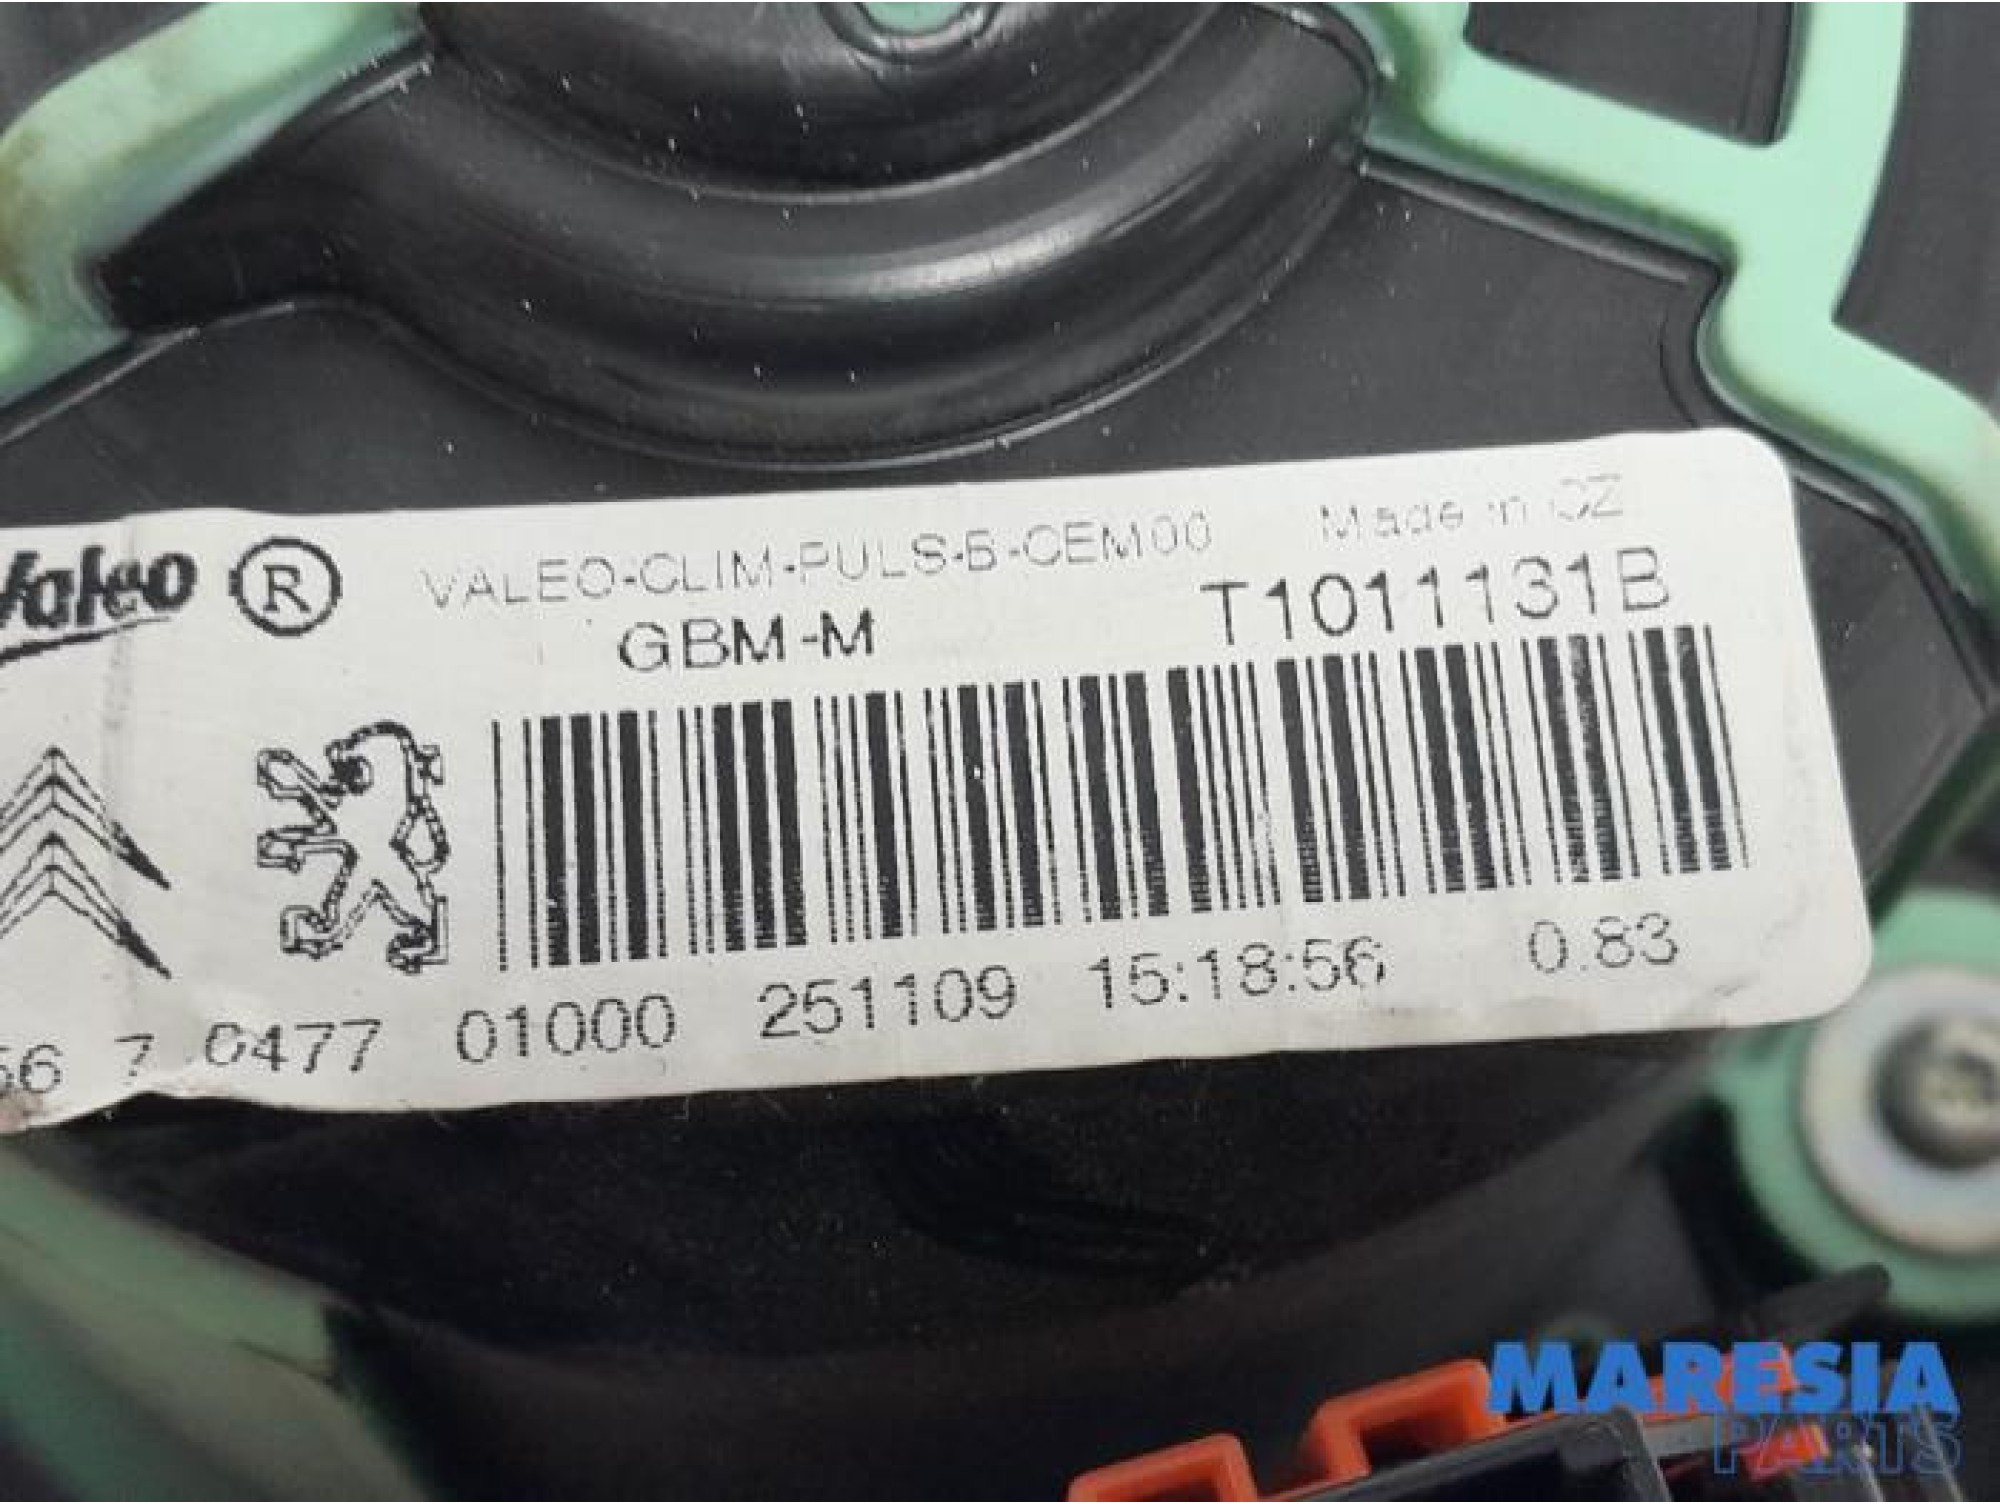 Valeo ®
VALEO-CLIM-PULS-B-CEM00 Made in CZ
GBM-M T1011131B
66 7 0477 01000 251109 15:18:56 0.83
MARESIA
PARTS